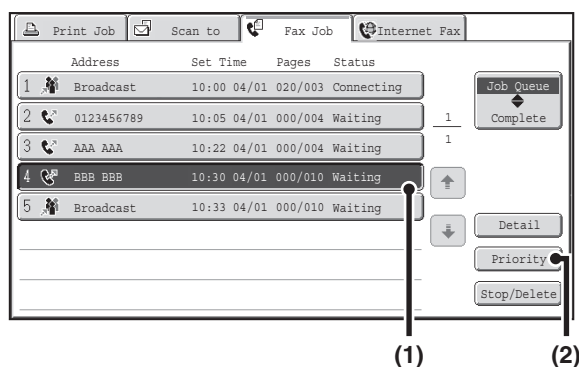 Print Job Scan to Fax Job Internet Fax
Address Set Time Pages Status
1 Broadcast 10:00 04/01 020/003 Connecting
2 0123456789 10:05 04/01 000/004 Waiting
3 AAA AAA 10:22 04/01 000/004 Waiting
4 BBB BBB 10:30 04/01 000/010 Waiting
5 Broadcast 10:33 04/01 000/010 Waiting
1
1
Job Queue
Complete
Detail
Priority
Stop/Delete
(1) (2)